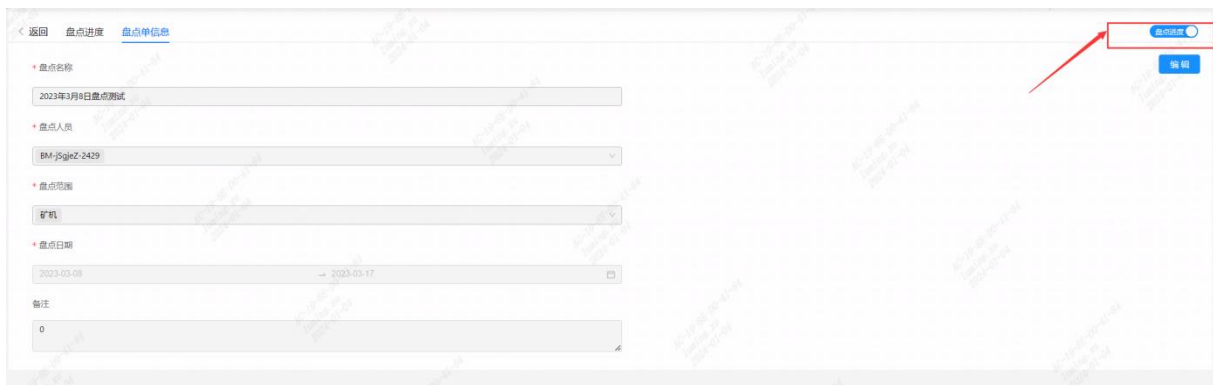 < 返回 盘点进度 盘点单信息 盘点进度
* 盘点名称 编辑
2023年3月8日盘点测试
* 盘点人员
BM-jSgjeZ-2429
* 盘点范围
矿机
* 盘点日期
2023-03-08 → 2023-03-17
备注
0